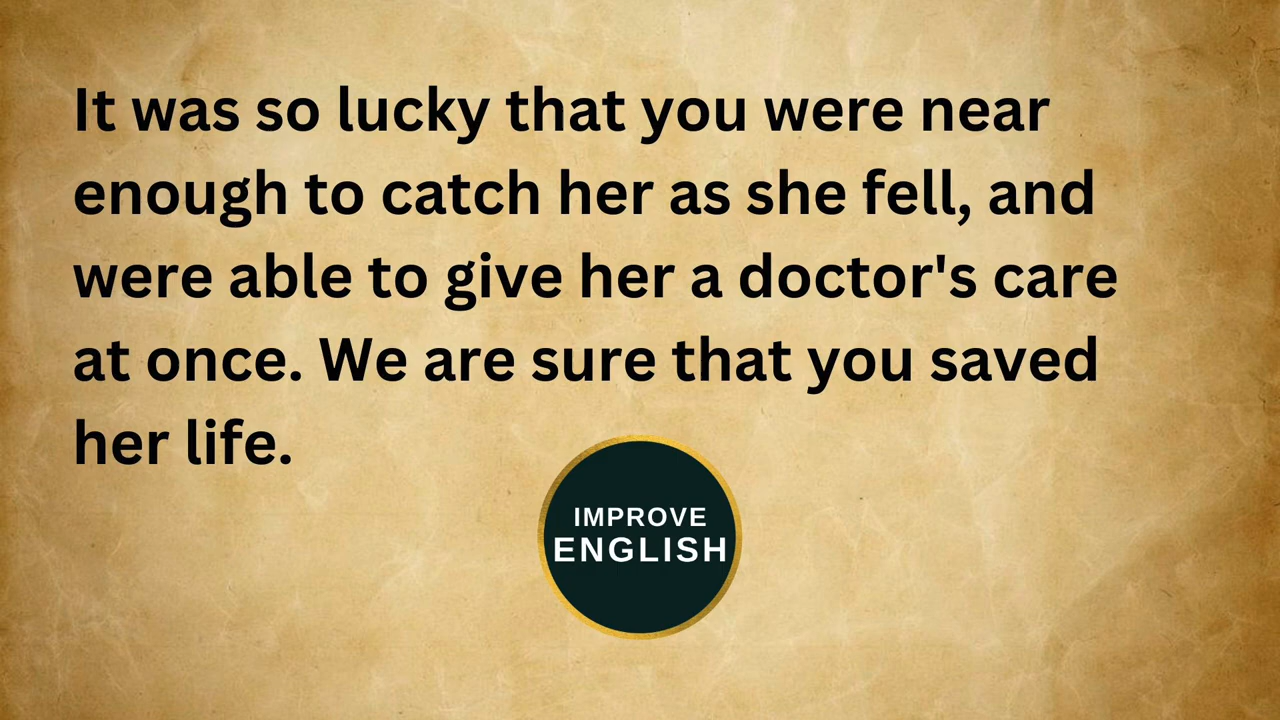 It was so lucky that you were near
enough to catch her as she fell, and
were able to give her a doctor's care
at once. We are sure that you saved
her life.
IMPROVE
ENGLISH